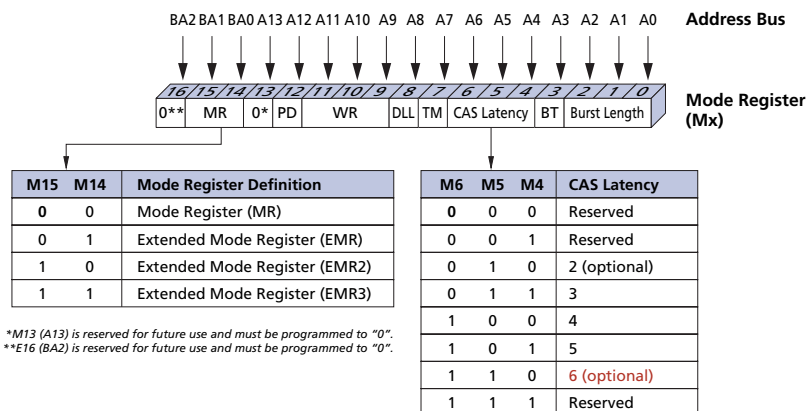 BA2 BA1 BA0 A13 A12 A11 A10 A9 A8 A7 A6 A5 A4 A3 A2 A1 A0 Address Bus
16 15 14 13 12 11 10 9 8 7 6 5 4 3 2 1 0
0** MR 0* PD WR DLL TM CAS Latency BT Burst Length
Mode Register
(Mx)
M15 M14 Mode Register Definition
0 0 Mode Register (MR)
0 1 Extended Mode Register (EMR)
1 0 Extended Mode Register (EMR2)
1 1 Extended Mode Register (EMR3)
*M13 (A13) is reserved for future use and must be programmed to “0”.
**E16 (BA2) is reserved for future use and must be programmed to “0”.
M6 M5 M4 CAS Latency
0 0 0 Reserved
0 0 1 Reserved
0 1 0 2 (optional)
0 1 1 3
1 0 0 4
1 0 1 5
1 1 0 6 (optional)
1 1 1 Reserved